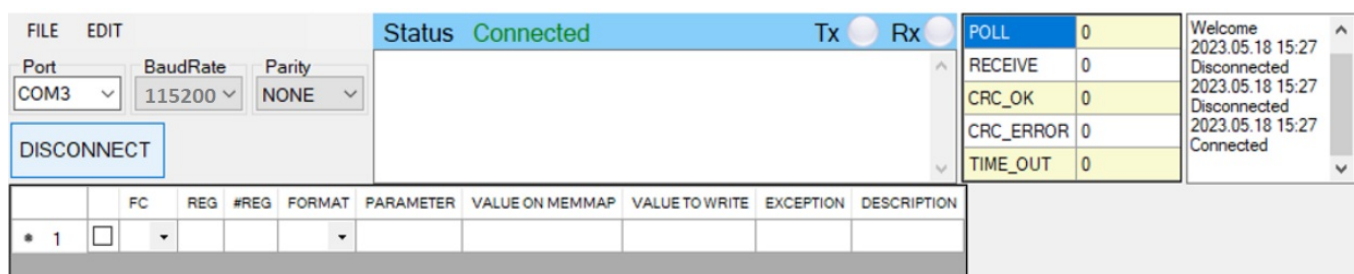 FILE EDIT
Port BaudRate Parity
COM3 115200 NONE
DISCONNECT
Status Connected Tx Rx
POLL 0
RECEIVE 0
CRC_OK 0
CRC_ERROR 0
TIME_OUT 0
Welcome
2023.05.18 15:27
Disconnected
2023.05.18 15:27
Disconnected
2023.05.18 15:27
Connected
FC REG #REG FORMAT PARAMETER VALUE ON MEMMAP VALUE TO WRITE EXCEPTION DESCRIPTION
* 1